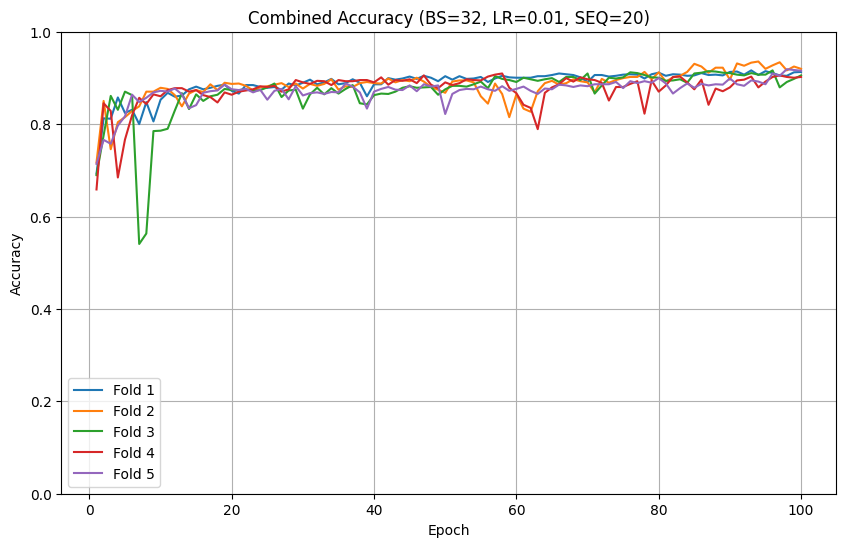 Combined Accuracy (BS=32, LR=0.01, SEQ=20)
Accuracy
1.0
0.8
0.6
0.4
0.2
0.0
Fold 1
Fold 2
Fold 3
Fold 4
Fold 5
0 20 40 60 80 100
Epoch